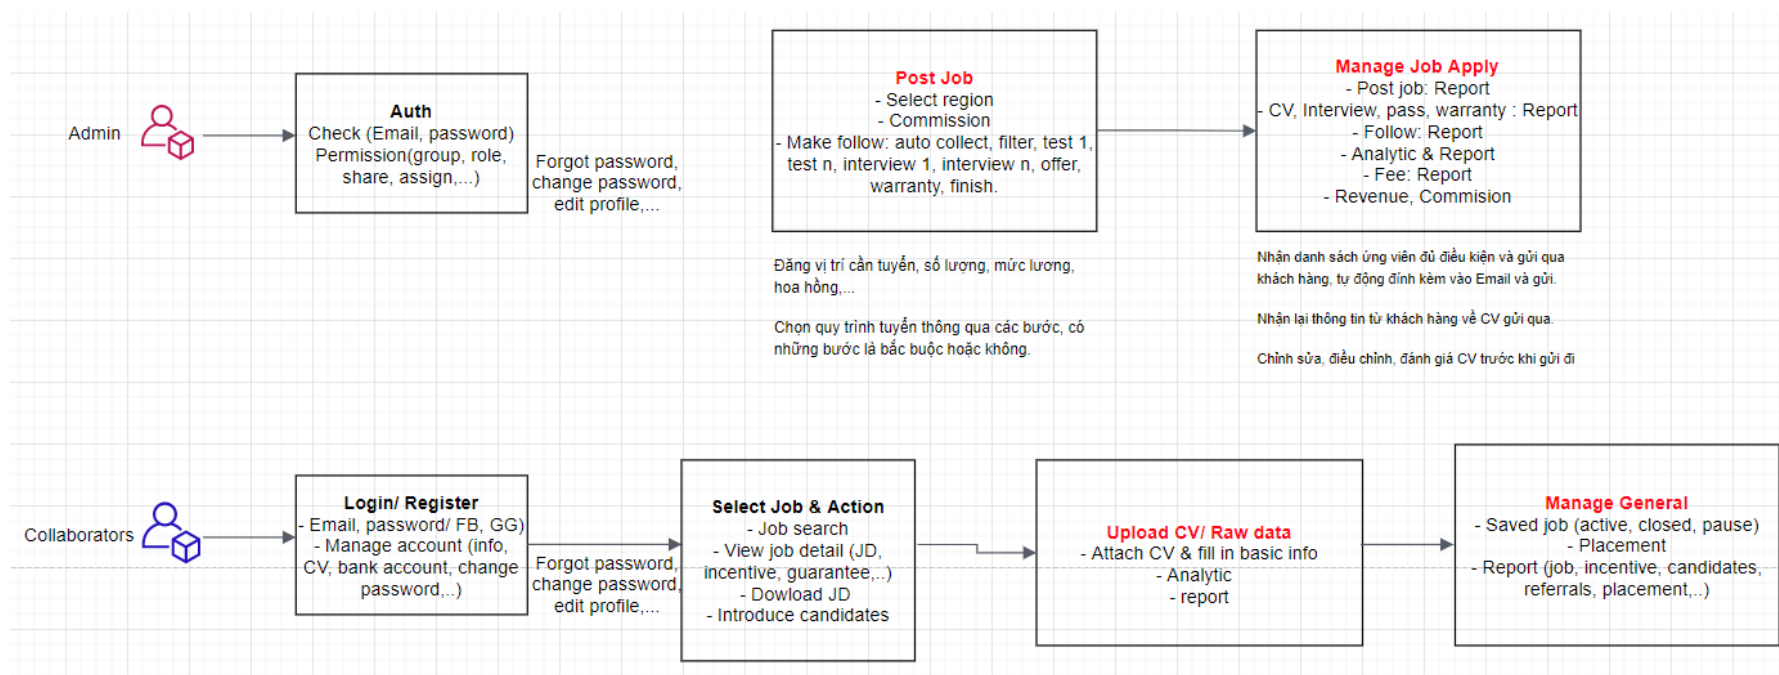 Admin
Auth
Check (Email, password)
Permission(group, role,
share, assign,...)
Forgot password,
change password,
edit profile,...
Post Job
- Select region
- Commission
- Make follow: auto collect, filter, test 1,
test n, interview 1, interview n, offer,
warranty, finish.
Đăng vị trí cần tuyển, số lượng, mức lương,
hoa hồng,...
Chọn quy trình tuyển thông qua các bước, có
những bước là bắc buộc hoặc không.
Manage Job Apply
- Post job: Report
- CV, Interview, pass, warranty : Report
- Follow: Report
- Analytic & Report
- Fee: Report
- Revenue, Commision
Nhận danh sách ứng viên đủ điều kiện và gửi qua
khách hàng, tự động đính kèm vào Email và gửi.
Nhận lại thông tin từ khách hàng về CV gửi qua.
Chỉnh sửa, điều chỉnh, đánh giá CV trước khi gửi đi
Collaborators
Login/ Register
- Email, password/ FB, GG)
- Manage account (info,
CV, bank account, change
password,..)
Forgot password,
change password,
edit profile,...
Select Job & Action
- Job search
- View job detail (JD,
incentive, guarantee,..)
- Dowload JD
- Introduce candidates
Upload CV/ Raw data
- Attach CV & fill in basic info
- Analytic
- report
Manage General
- Saved job (active, closed, pause)
- Placement
- Report (job, incentive, candidates,
referrals, placement,..)